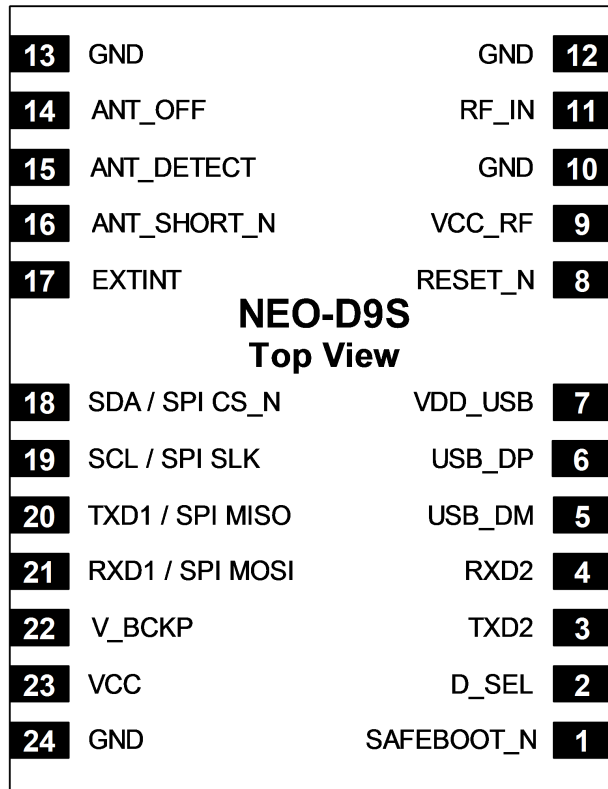 13 GND GND 12
14 ANT_OFF RF_IN 11
15 ANT_DETECT GND 10
16 ANT_SHORT_N VCC_RF 9
17 EXTINT RESET_N 8
NEO-D9S
Top View
18 SDA / SPI CS_N VDD_USB 7
19 SCL / SPI SLK USB_DP 6
20 TXD1 / SPI MISO USB_DM 5
21 RXD1 / SPI MOSI RXD2 4
22 V_BCKP TXD2 3
23 VCC D_SEL 2
24 GND SAFEBOOT_N 1